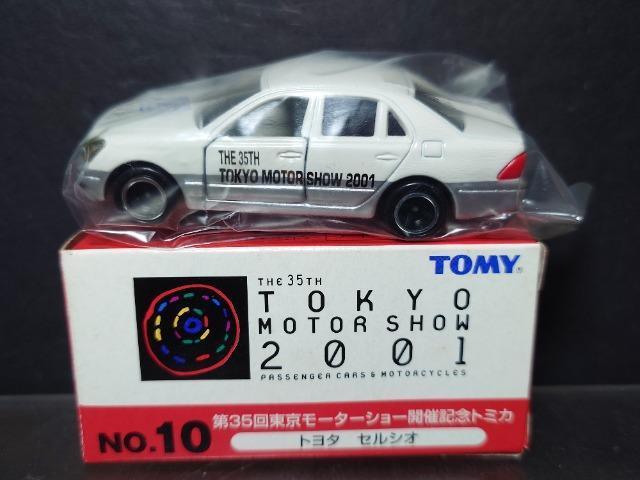 THE 35TH
TOKYO MOTOR SHOW 2001
TOMY
THE 35TH
TOKYO
MOTOR SHOW
2001
PASSENGER CARS & MOTORCYCLES
第35回東京モーターショー開催記念トミカ
NO.10
トヨタ セルシオ